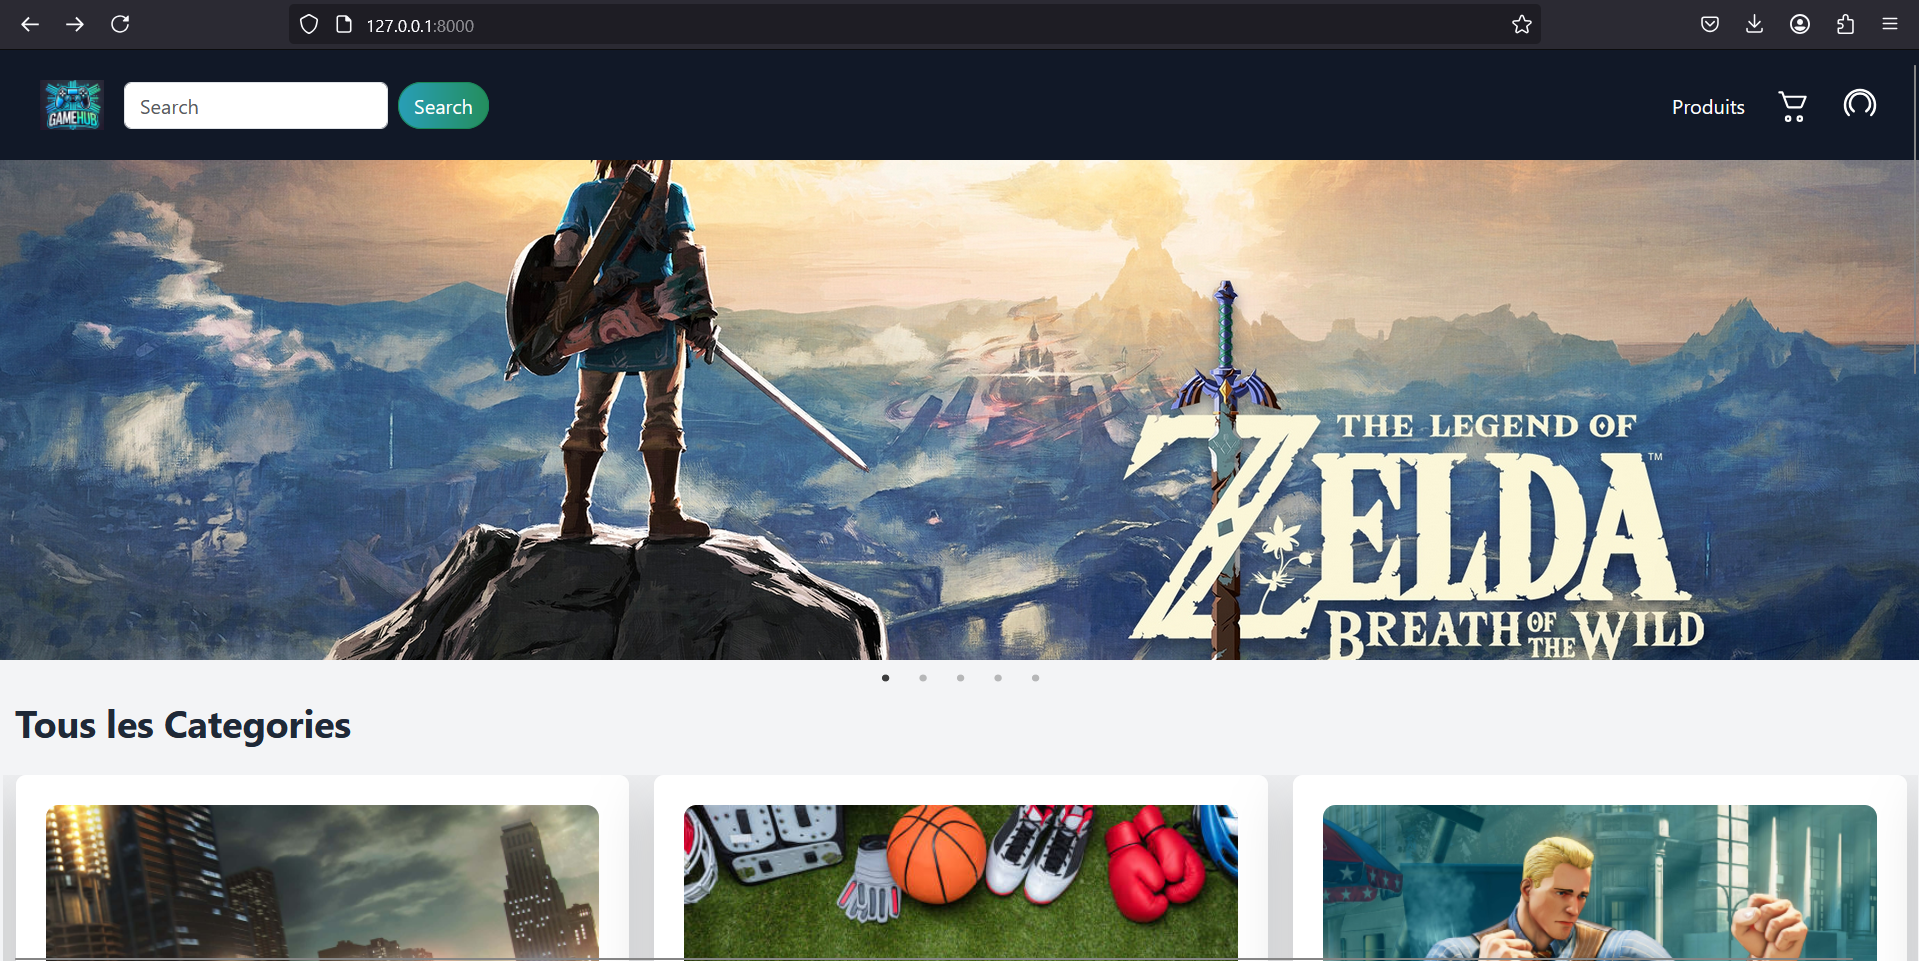 127.0.0.1:8000
GAMEHUB
Search
Search
Produits
THE LEGEND OF
ZELDA™
BREATH OF THE WILD
Tous les Categories